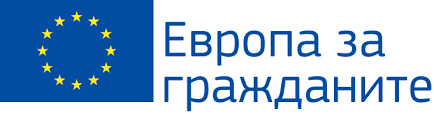 Европа за
гражданите